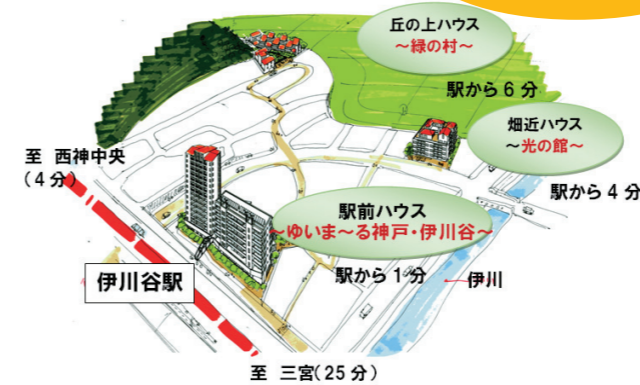 丘の上ハウス
～緑の村～
駅から 6 分
畑近ハウス
～光の館～
駅から 4 分
至 西神中央
(4分)
駅前ハウス
～ゆいま～る神戸・伊川谷～
駅から 1 分
伊川谷駅
伊川
至 三宮(25 分)